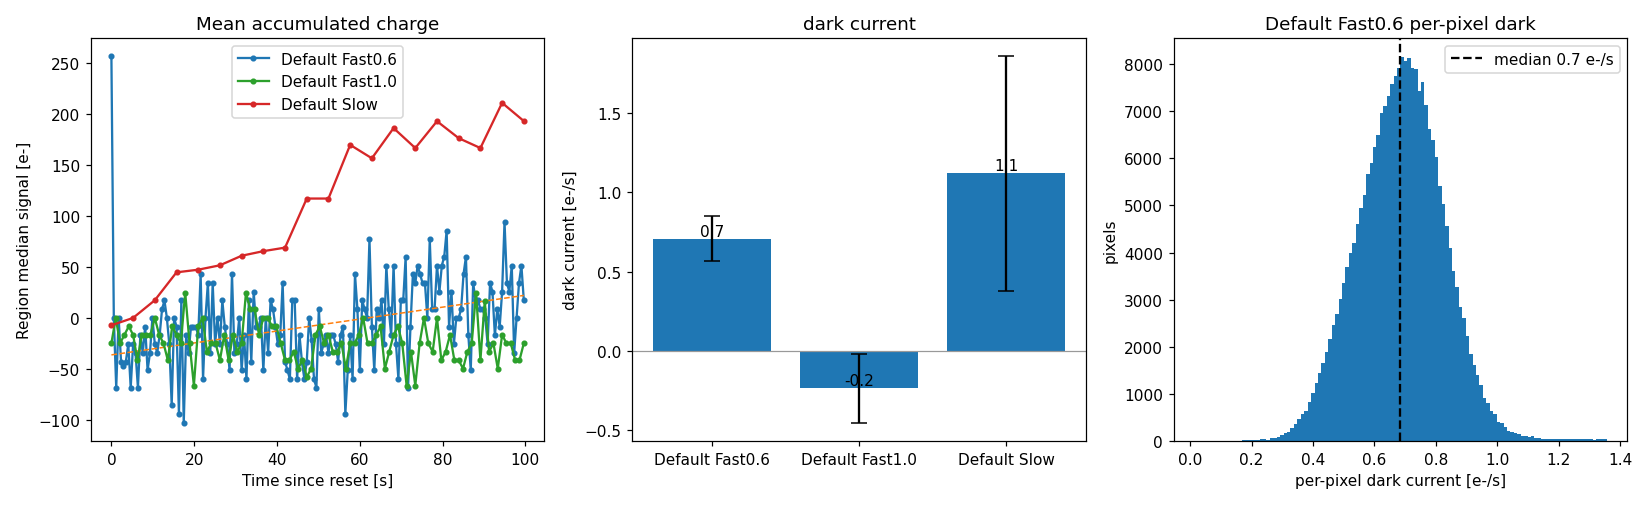 Mean accumulated charge
Region median signal [e-]
250
200
150
100
50
0
−50
−100
Default Fast0.6
Default Fast1.0
Default Slow
0
20
40
60
80
100
Time since reset [s]
dark current
dark current [e-/s]
1.5
1.0
0.5
0.0
−0.5
0.7
-0.2
1.1
Default Fast0.6
Default Fast1.0
Default Slow
Default Fast0.6 per-pixel dark
pixels
8000
7000
6000
5000
4000
3000
2000
1000
0
median 0.7 e-/s
0.0
0.2
0.4
0.6
0.8
1.0
1.2
1.4
per-pixel dark current [e-/s]